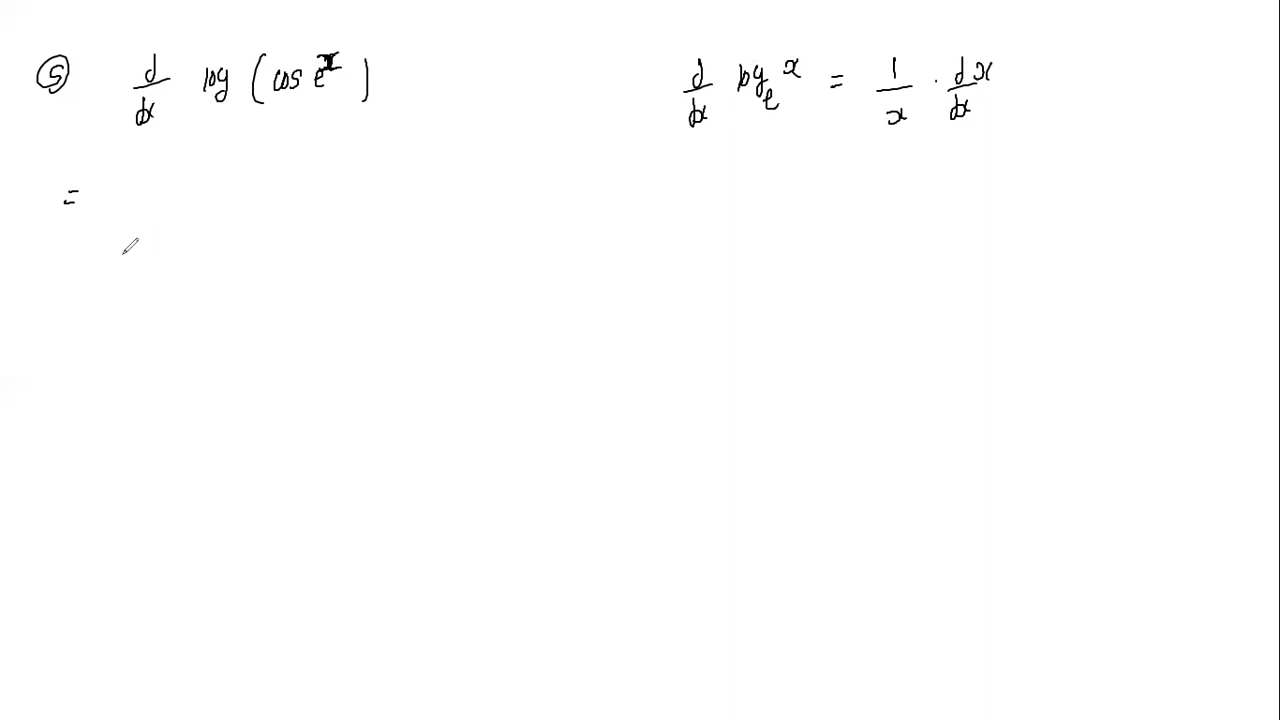 ⑤ d/dx log (cos e^x)
d/dx log_e x = 1/x · dx/dx
=